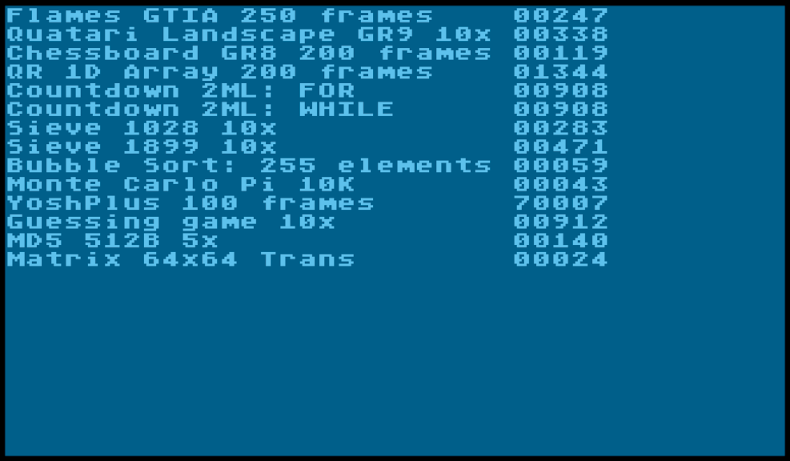 Flames GTIA 250 frames 00247
Quatari Landscape GR9 10x 00338
Chessboard GR8 200 frames 00119
QR 1D Array 200 frames 01344
Countdown 2ML: FOR 00908
Countdown 2ML: WHILE 00908
Sieve 1028 10x 00283
Sieve 1899 10x 00471
Bubble Sort: 255 elements 00059
Monte Carlo Pi 10K 00043
YoshPlus 100 frames 70007
Guessing game 10x 00912
MD5 512B 5x 00140
Matrix 64x64 Trans 00024